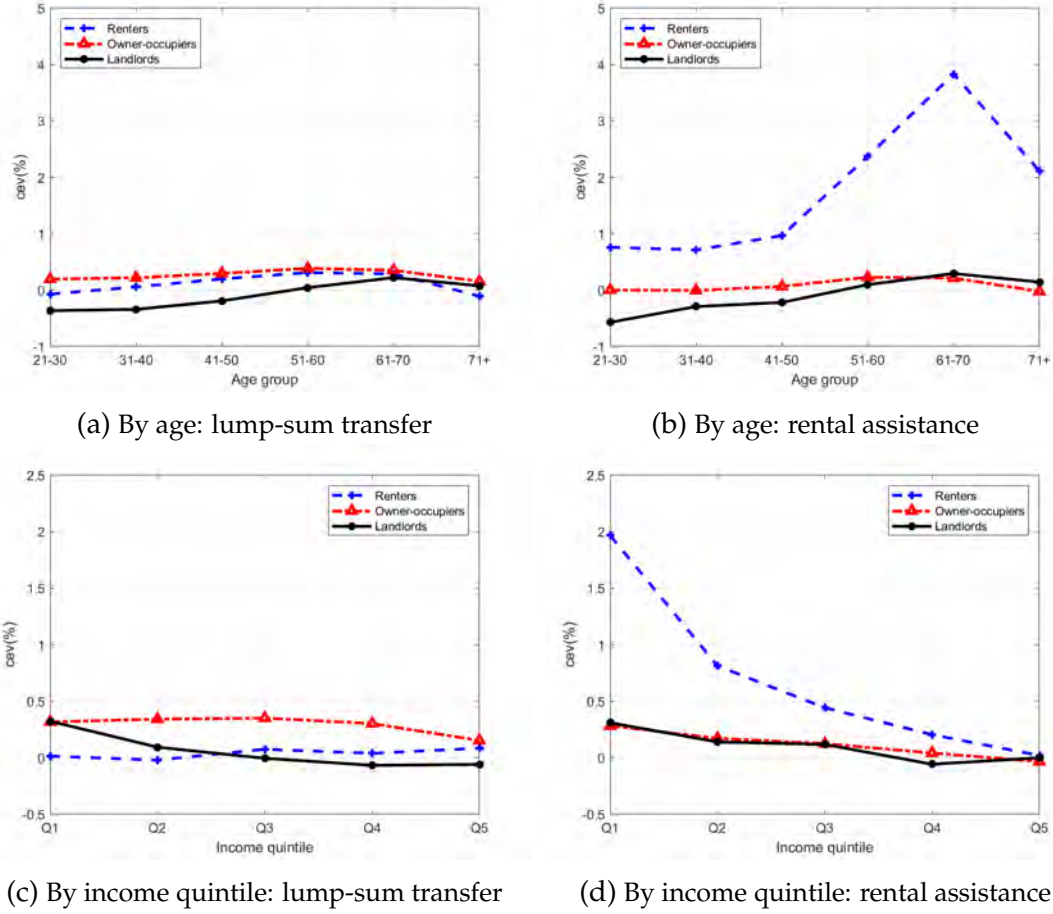 5
4
3
2
1
0
-1
cev(%)
Renters
Owner-occupiers
Landlords
21-30 31-40 41-50 51-60 61-70 71+
Age group
(a) By age: lump-sum transfer
5
4
3
2
1
0
-1
cev(%)
Renters
Owner-occupiers
Landlords
21-30 31-40 41-50 51-60 61-70 71+
Age group
(b) By age: rental assistance
2.5
2
1.5
1
0.5
0
-0.5
cev(%)
Renters
Owner-occupiers
Landlords
Q1 Q2 Q3 Q4 Q5
Income quintile
(c) By income quintile: lump-sum transfer
2.5
2
1.5
1
0.5
0
-0.5
cev(%)
Renters
Owner-occupiers
Landlords
Q1 Q2 Q3 Q4 Q5
Income quintile
(d) By income quintile: rental assistance